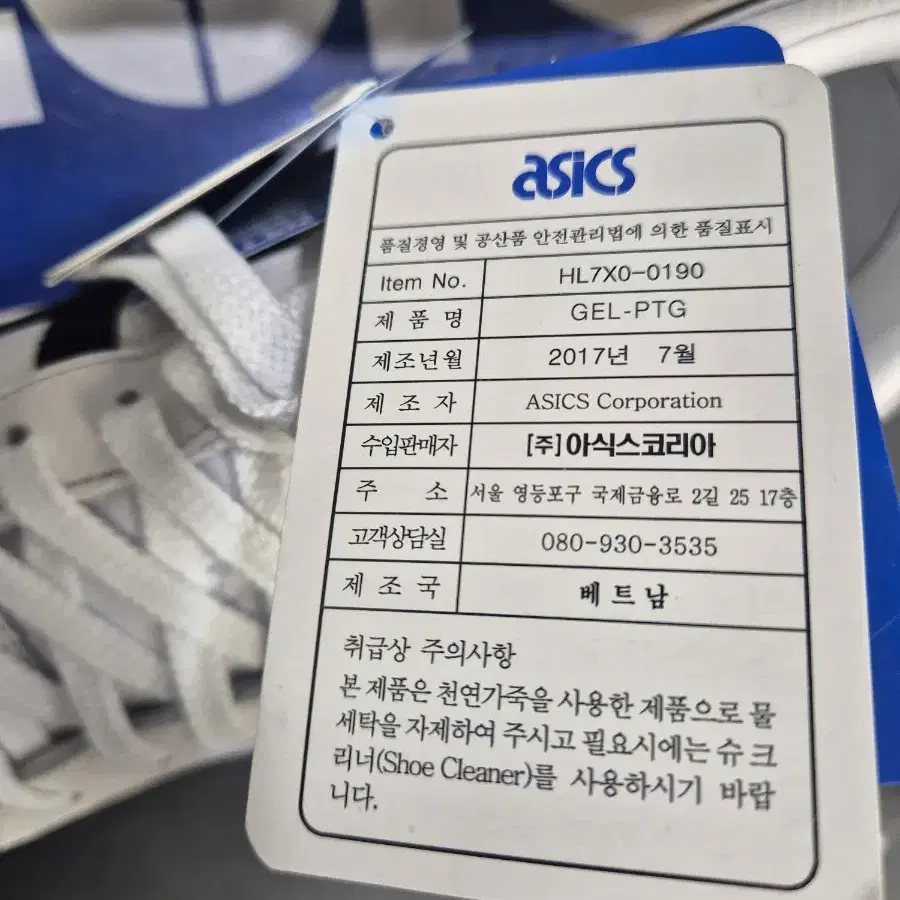 asics
품질경영 및 공산품 안전관리법에 의한 품질표시
Item No. HL7X0-0190
제 품 명 GEL-PTG
제조년월 2017년 7월
제 조 자 ASICS Corporation
수입판매자 [주]아식스코리아
주 소 서울 영등포구 국제금융로 2길 25 17층
고객상담실 080-930-3535
제 조 국 베트남
취급상 주의사항
본 제품은 천연가죽을 사용한 제품으로 물
세탁을 자제하여 주시고 필요시에는 슈 크
리너(Shoe Cleaner)를 사용하시기 바랍
니다.